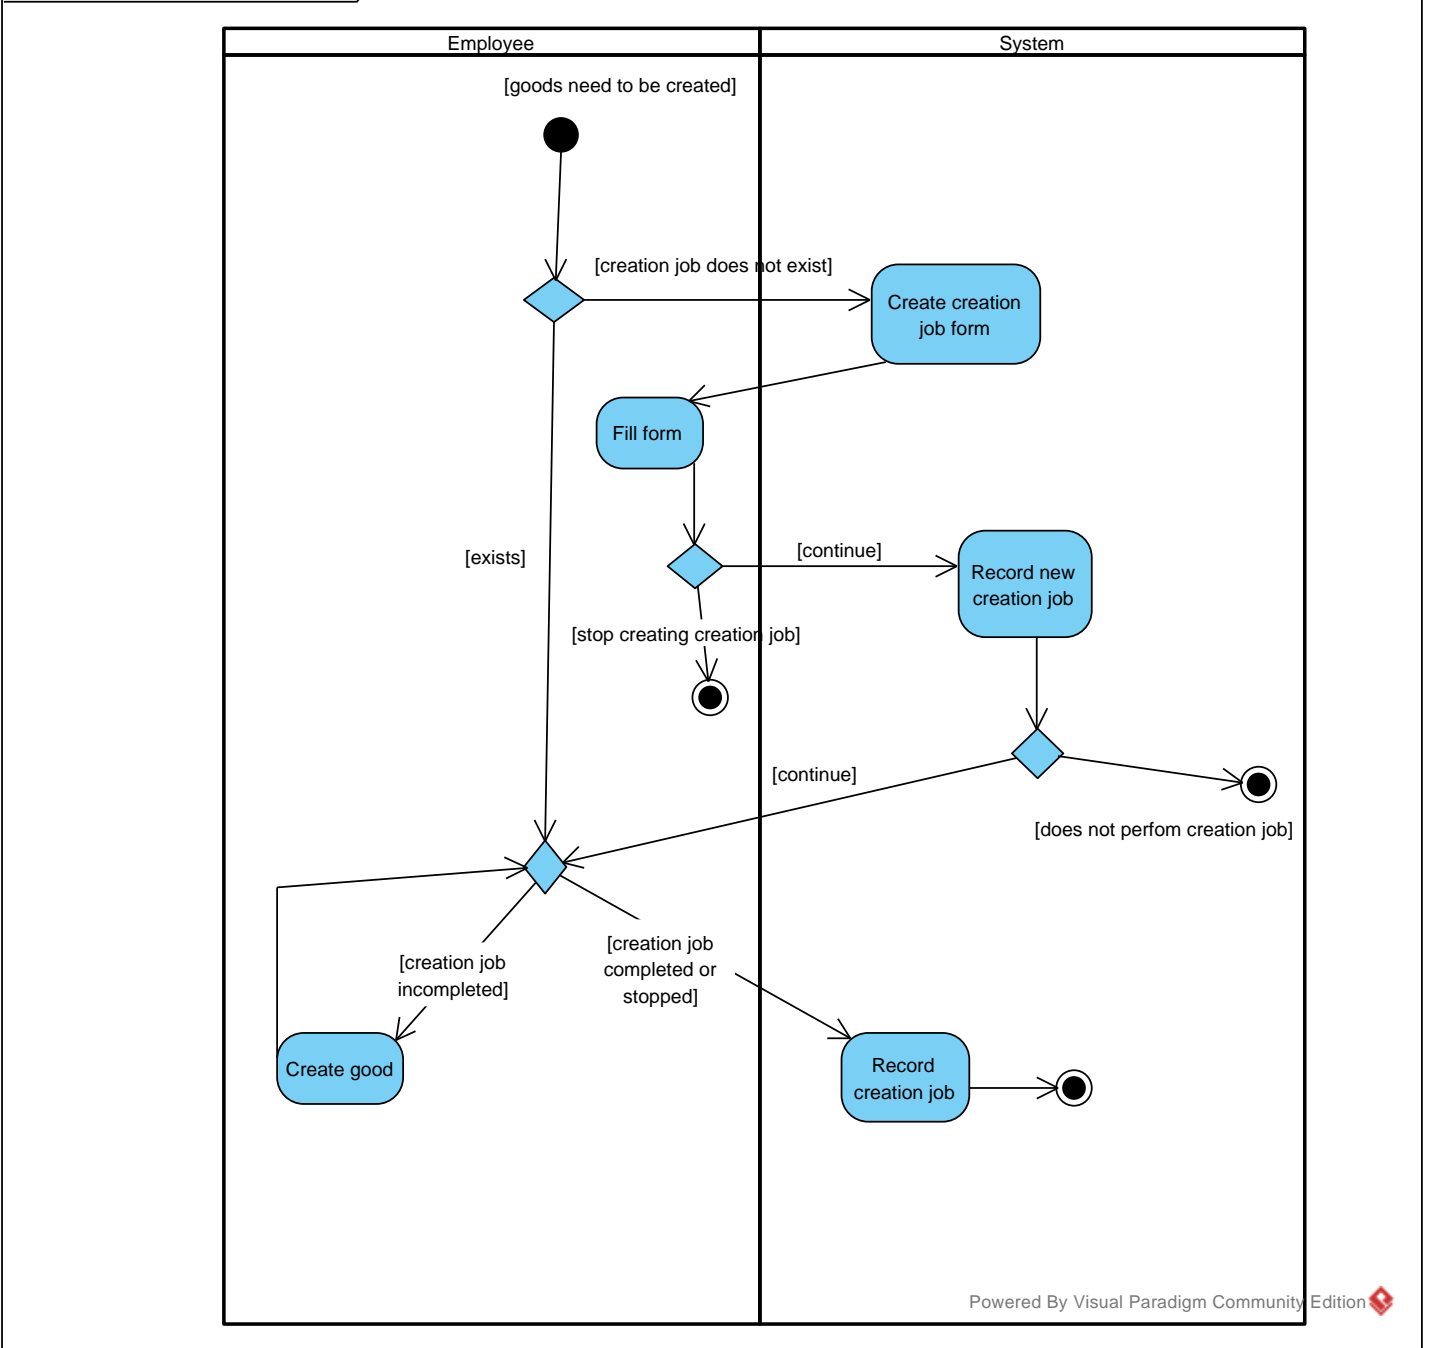 Employee
System
[goods need to be created]
[creation job does not exist]
Create creation
job form
Fill form
[exists]
[continue]
Record new
creation job
[stop creating creation job]
[continue]
[does not perfom creation job]
[creation job
incompleted]
[creation job
completed or
stopped]
Create good
Record
creation job
Powered By Visual Paradigm Community Edition